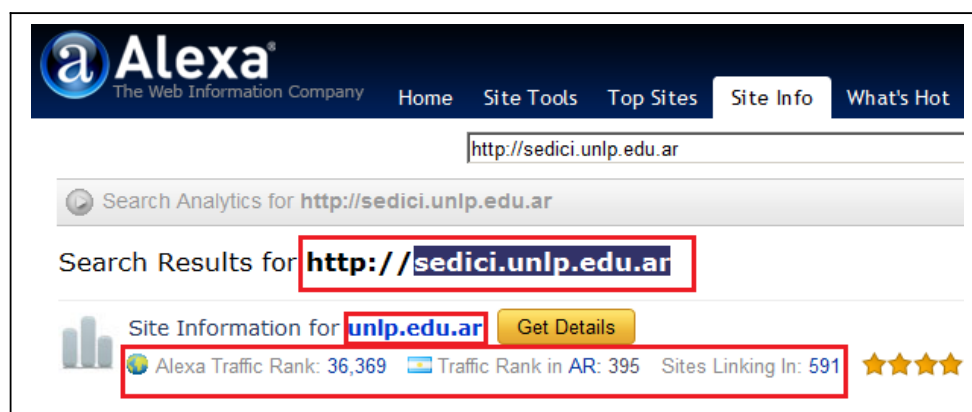 a Alexa®
The Web Information Company
Home Site Tools Top Sites Site Info What's Hot
http://sedici.unlp.edu.ar
Search Analytics for http://sedici.unlp.edu.ar
Search Results for http://sedici.unlp.edu.ar
Site Information for unlp.edu.ar Get Details
Alexa Traffic Rank: 36,369 Traffic Rank in AR: 395 Sites Linking In: 591